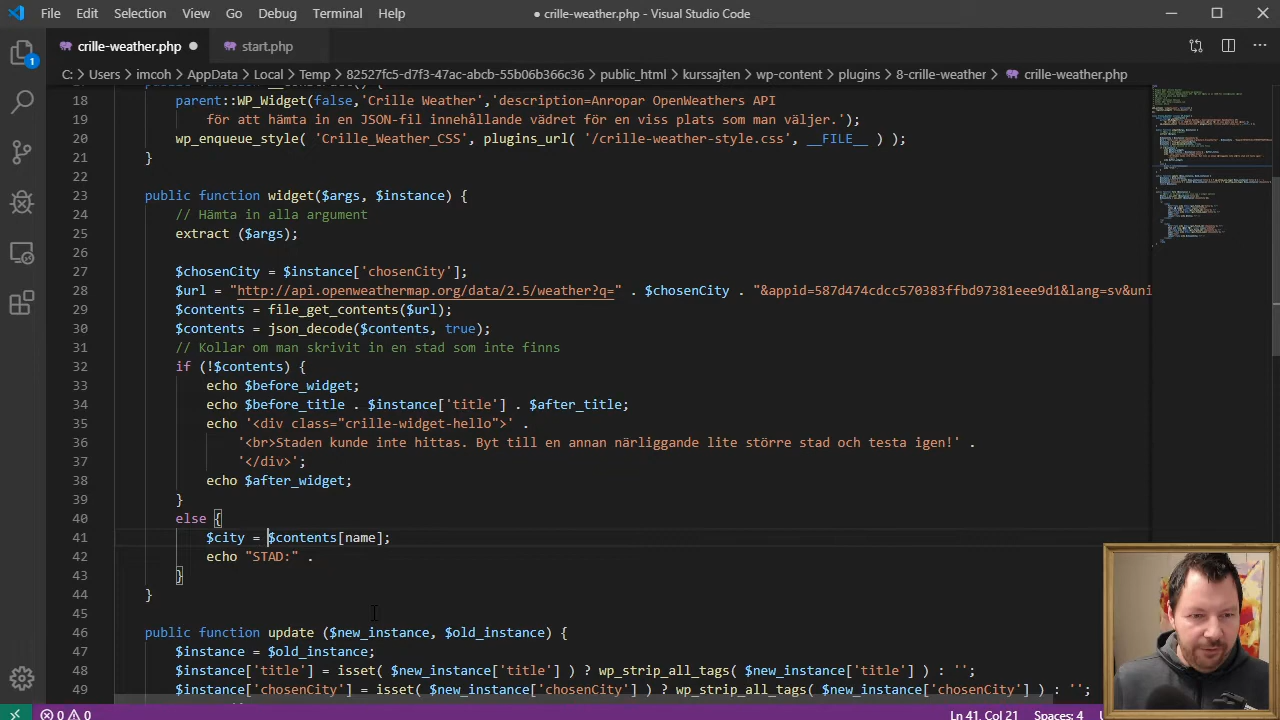 File Edit Selection View Go Debug Terminal Help ● crille-weather.php - Visual Studio Code
crille-weather.php ● start.php
C: > Users > imcoh > AppData > Local > Temp > 82527fc5-d7f3-47ac-abcb-55b06b366c36 > public_html > kurssajten > wp-content > plugins > 8-crille-weather > crille-weather.php
18 parent::WP_Widget(false,'Crille Weather','description=Anropar OpenWeathers API
19 för att hämta in en JSON-fil innehållande vädret för en viss plats som man väljer.');
20 wp_enqueue_style( 'Crille_Weather_CSS', plugins_url( '/crille-weather-style.css', __FILE__ ) );
21 }
22
23 public function widget($args, $instance) {
24 // Hämta in alla argument
25 extract ($args);
26
27 $chosenCity = $instance['chosenCity'];
28 $url = "http://api.openweathermap.org/data/2.5/weather?q=" . $chosenCity . "&appid=587d474cdcc570383ffbd97381eee9d1&lang=sv&uni
29 $contents = file_get_contents($url);
30 $contents = json_decode($contents, true);
31 // Kollar om man skrivit in en stad som inte finns
32 if (!$contents) {
33 echo $before_widget;
34 echo $before_title . $instance['title'] . $after_title;
35 echo '<div class="crille-widget-hello">' .
36 '<br>Staden kunde inte hittas. Byt till en annan närliggande lite större stad och testa igen!' .
37 '</div>';
38 echo $after_widget;
39 }
40 else {
41 $city = $contents[name];
42 echo "STAD:" .
43 }
44 }
45
46 public function update ($new_instance, $old_instance) {
47 $instance = $old_instance;
48 $instance['title'] = isset( $new_instance['title'] ) ? wp_strip_all_tags( $new_instance['title'] ) : '';
49 $instance['chosenCity'] = isset( $new_instance['chosenCity'] ) ? wp_strip_all_tags( $new_instance['chosenCity'] ) : '';
1
0 0 Ln 41, Col 21 Spaces: 4